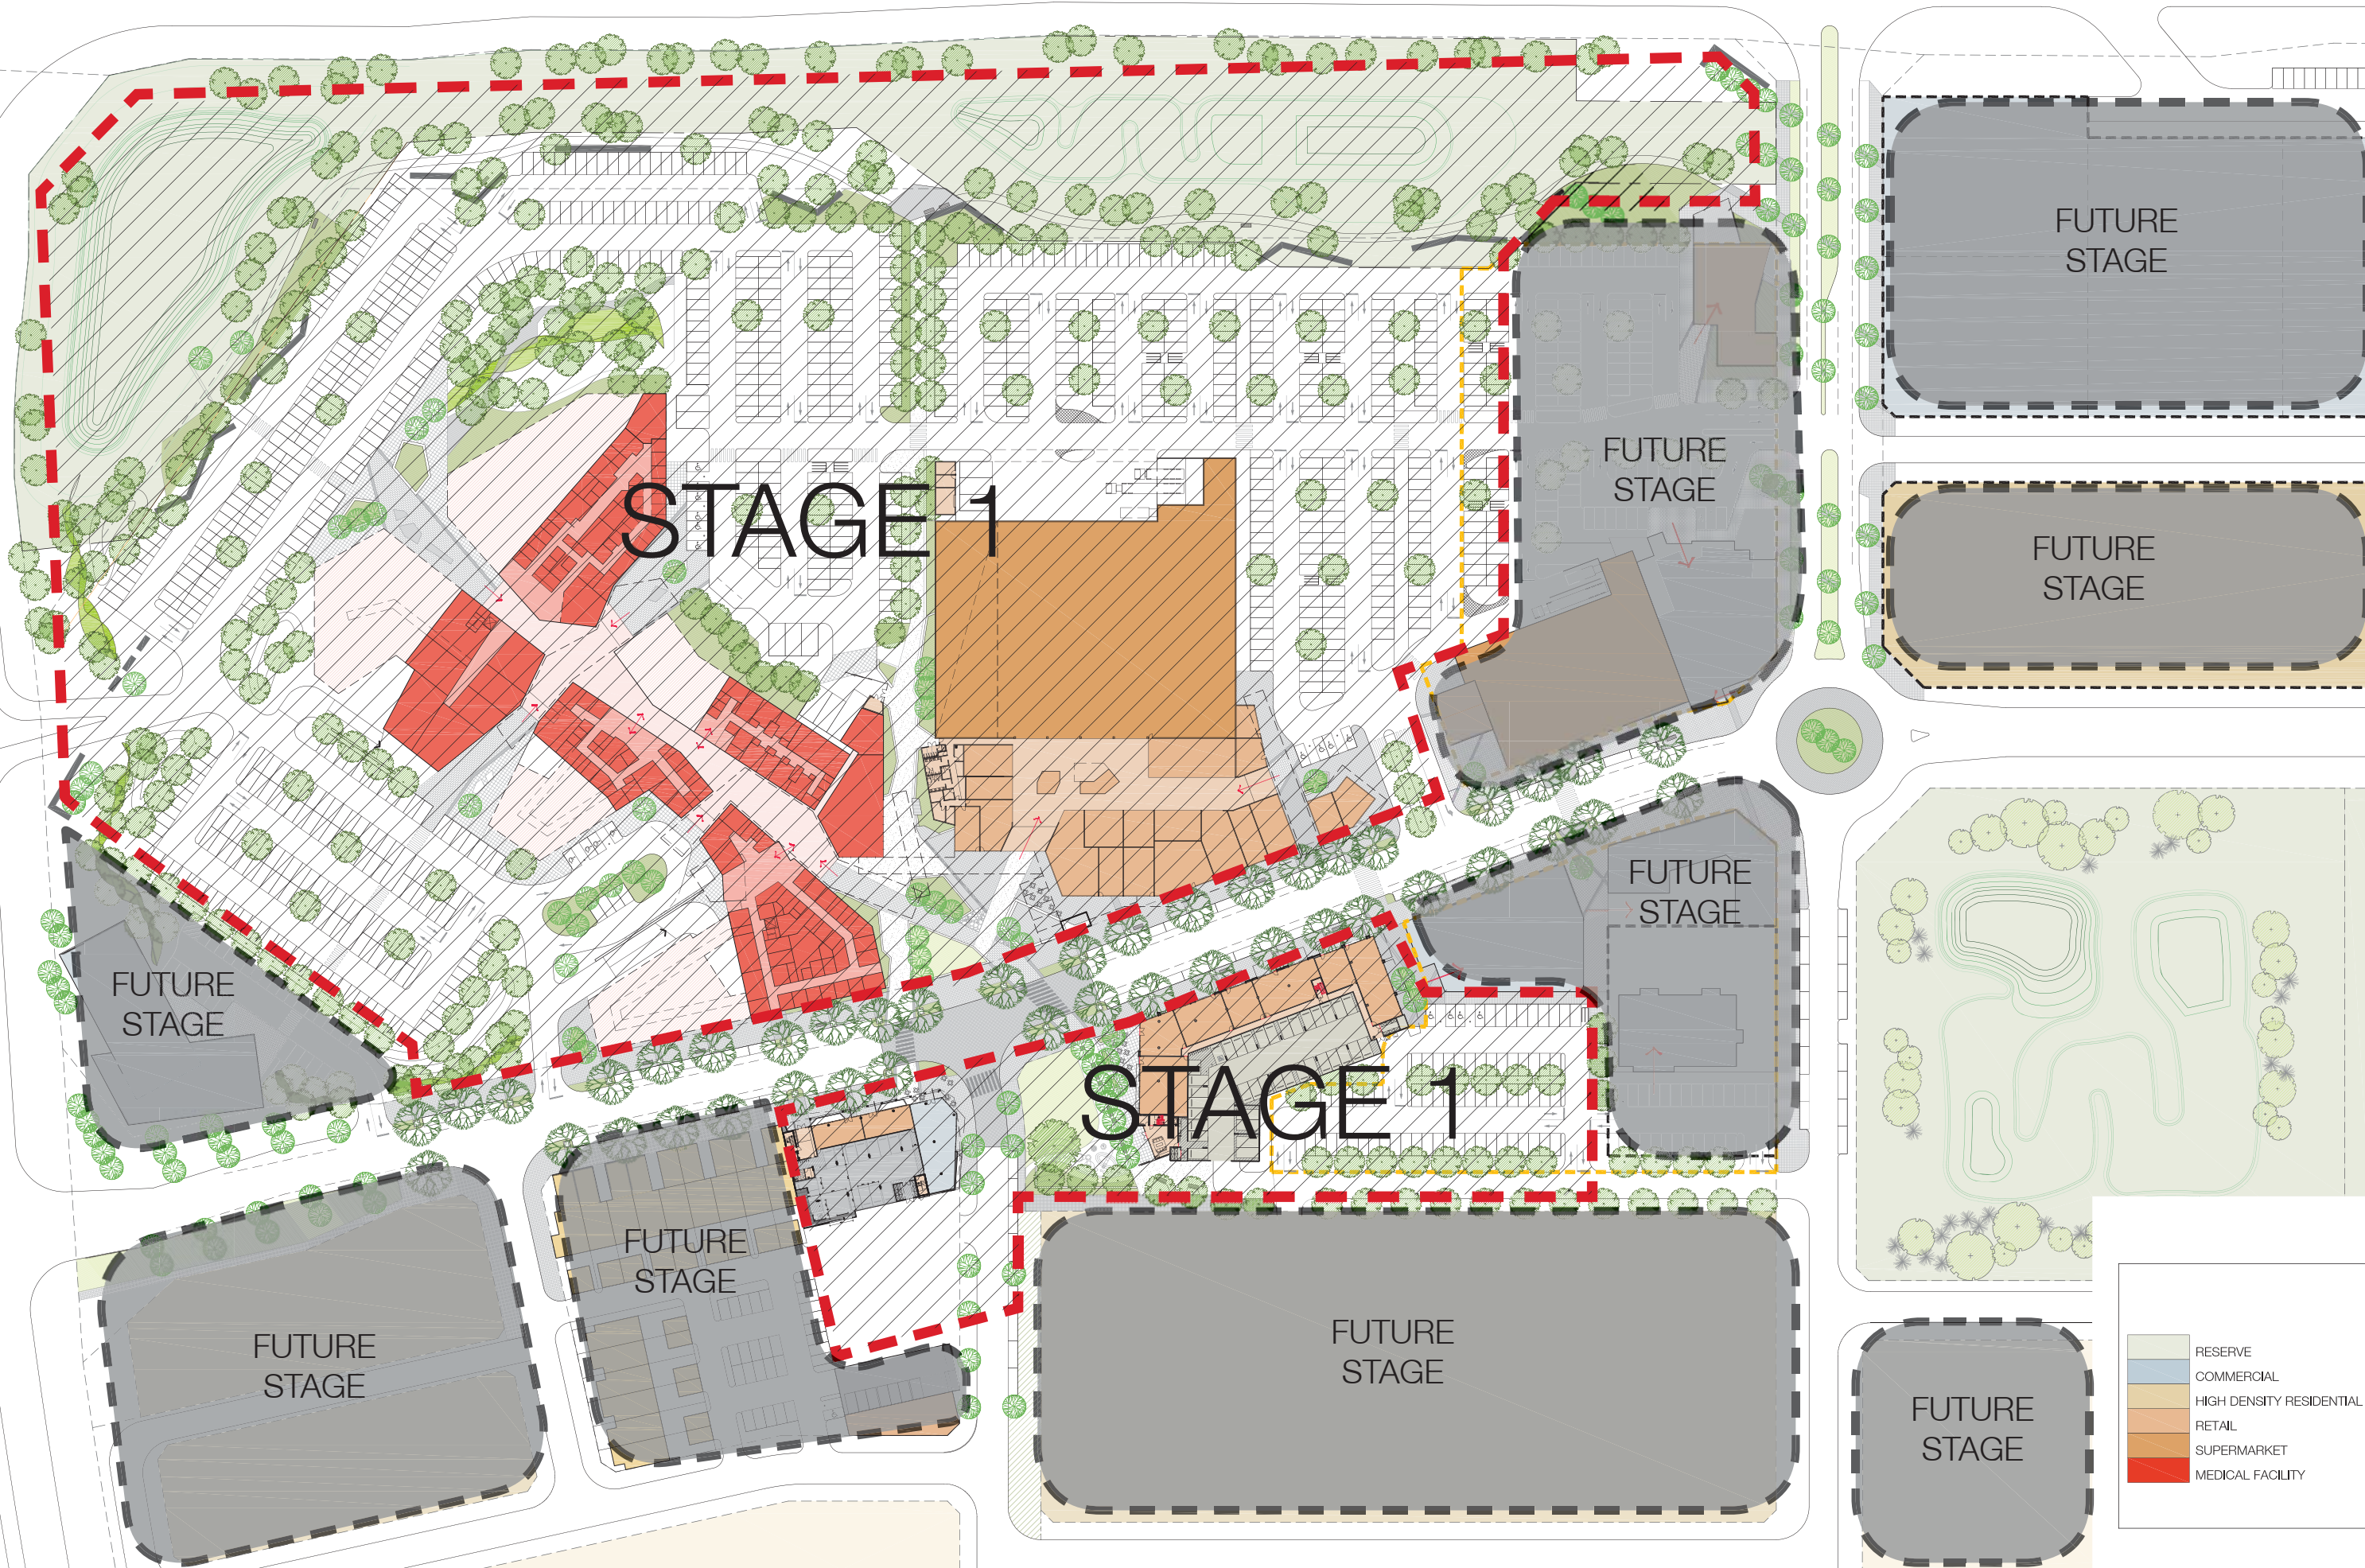 FUTURE
STAGE
FUTURE
STAGE
STAGE 1
FUTURE
STAGE
FUTURE
STAGE
FUTURE
STAGE
STAGE 1
FUTURE
STAGE
FUTURE
STAGE
FUTURE
STAGE
FUTURE
STAGE
RESERVE
COMMERCIAL
HIGH DENSITY RESIDENTIAL
RETAIL
SUPERMARKET
MEDICAL FACILITY